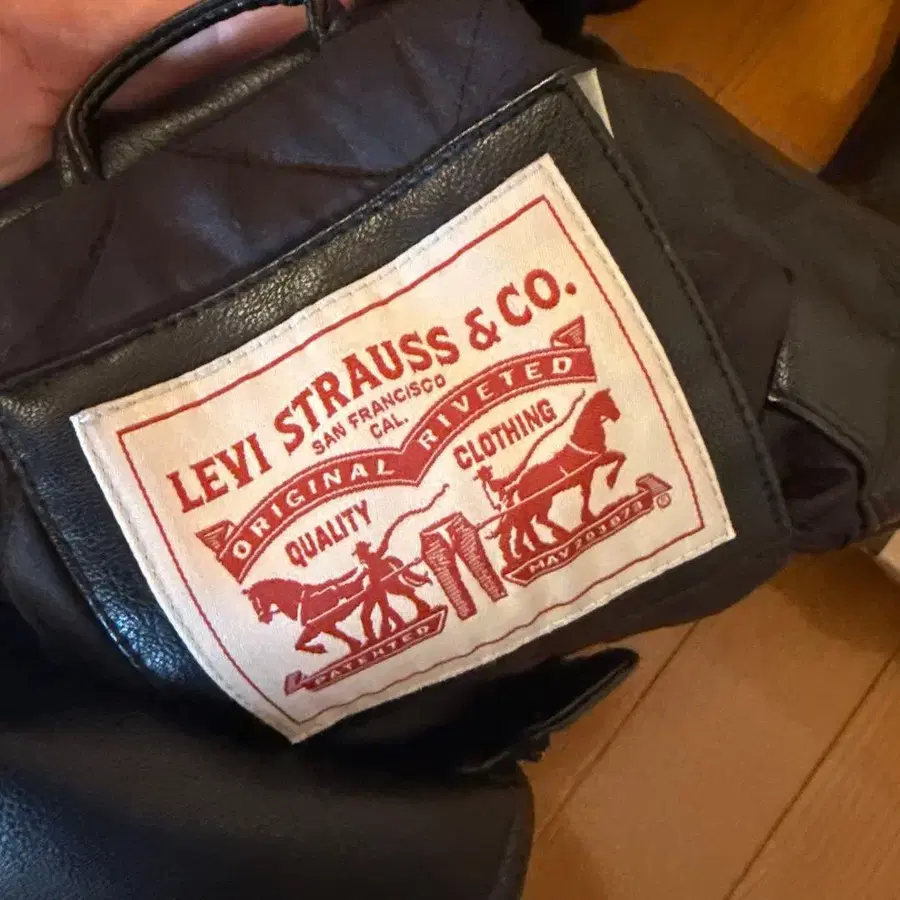 LEVI STRAUSS & CO.
SAN FRANCISCO
CAL.
ORIGINAL RIVETED
QUALITY CLOTHING
PATENTED MAY 20 1873 ®